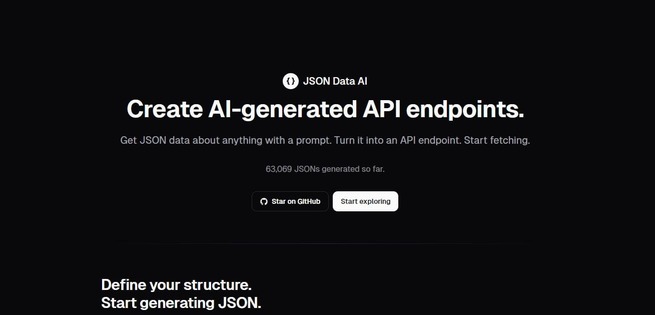 JSON Data AI
Create AI-generated API endpoints.
Get JSON data about anything with a prompt. Turn it into an API endpoint. Start fetching.
63,069 JSONs generated so far.
Star on GitHub
Start exploring
Define your structure.
Start generating JSON.